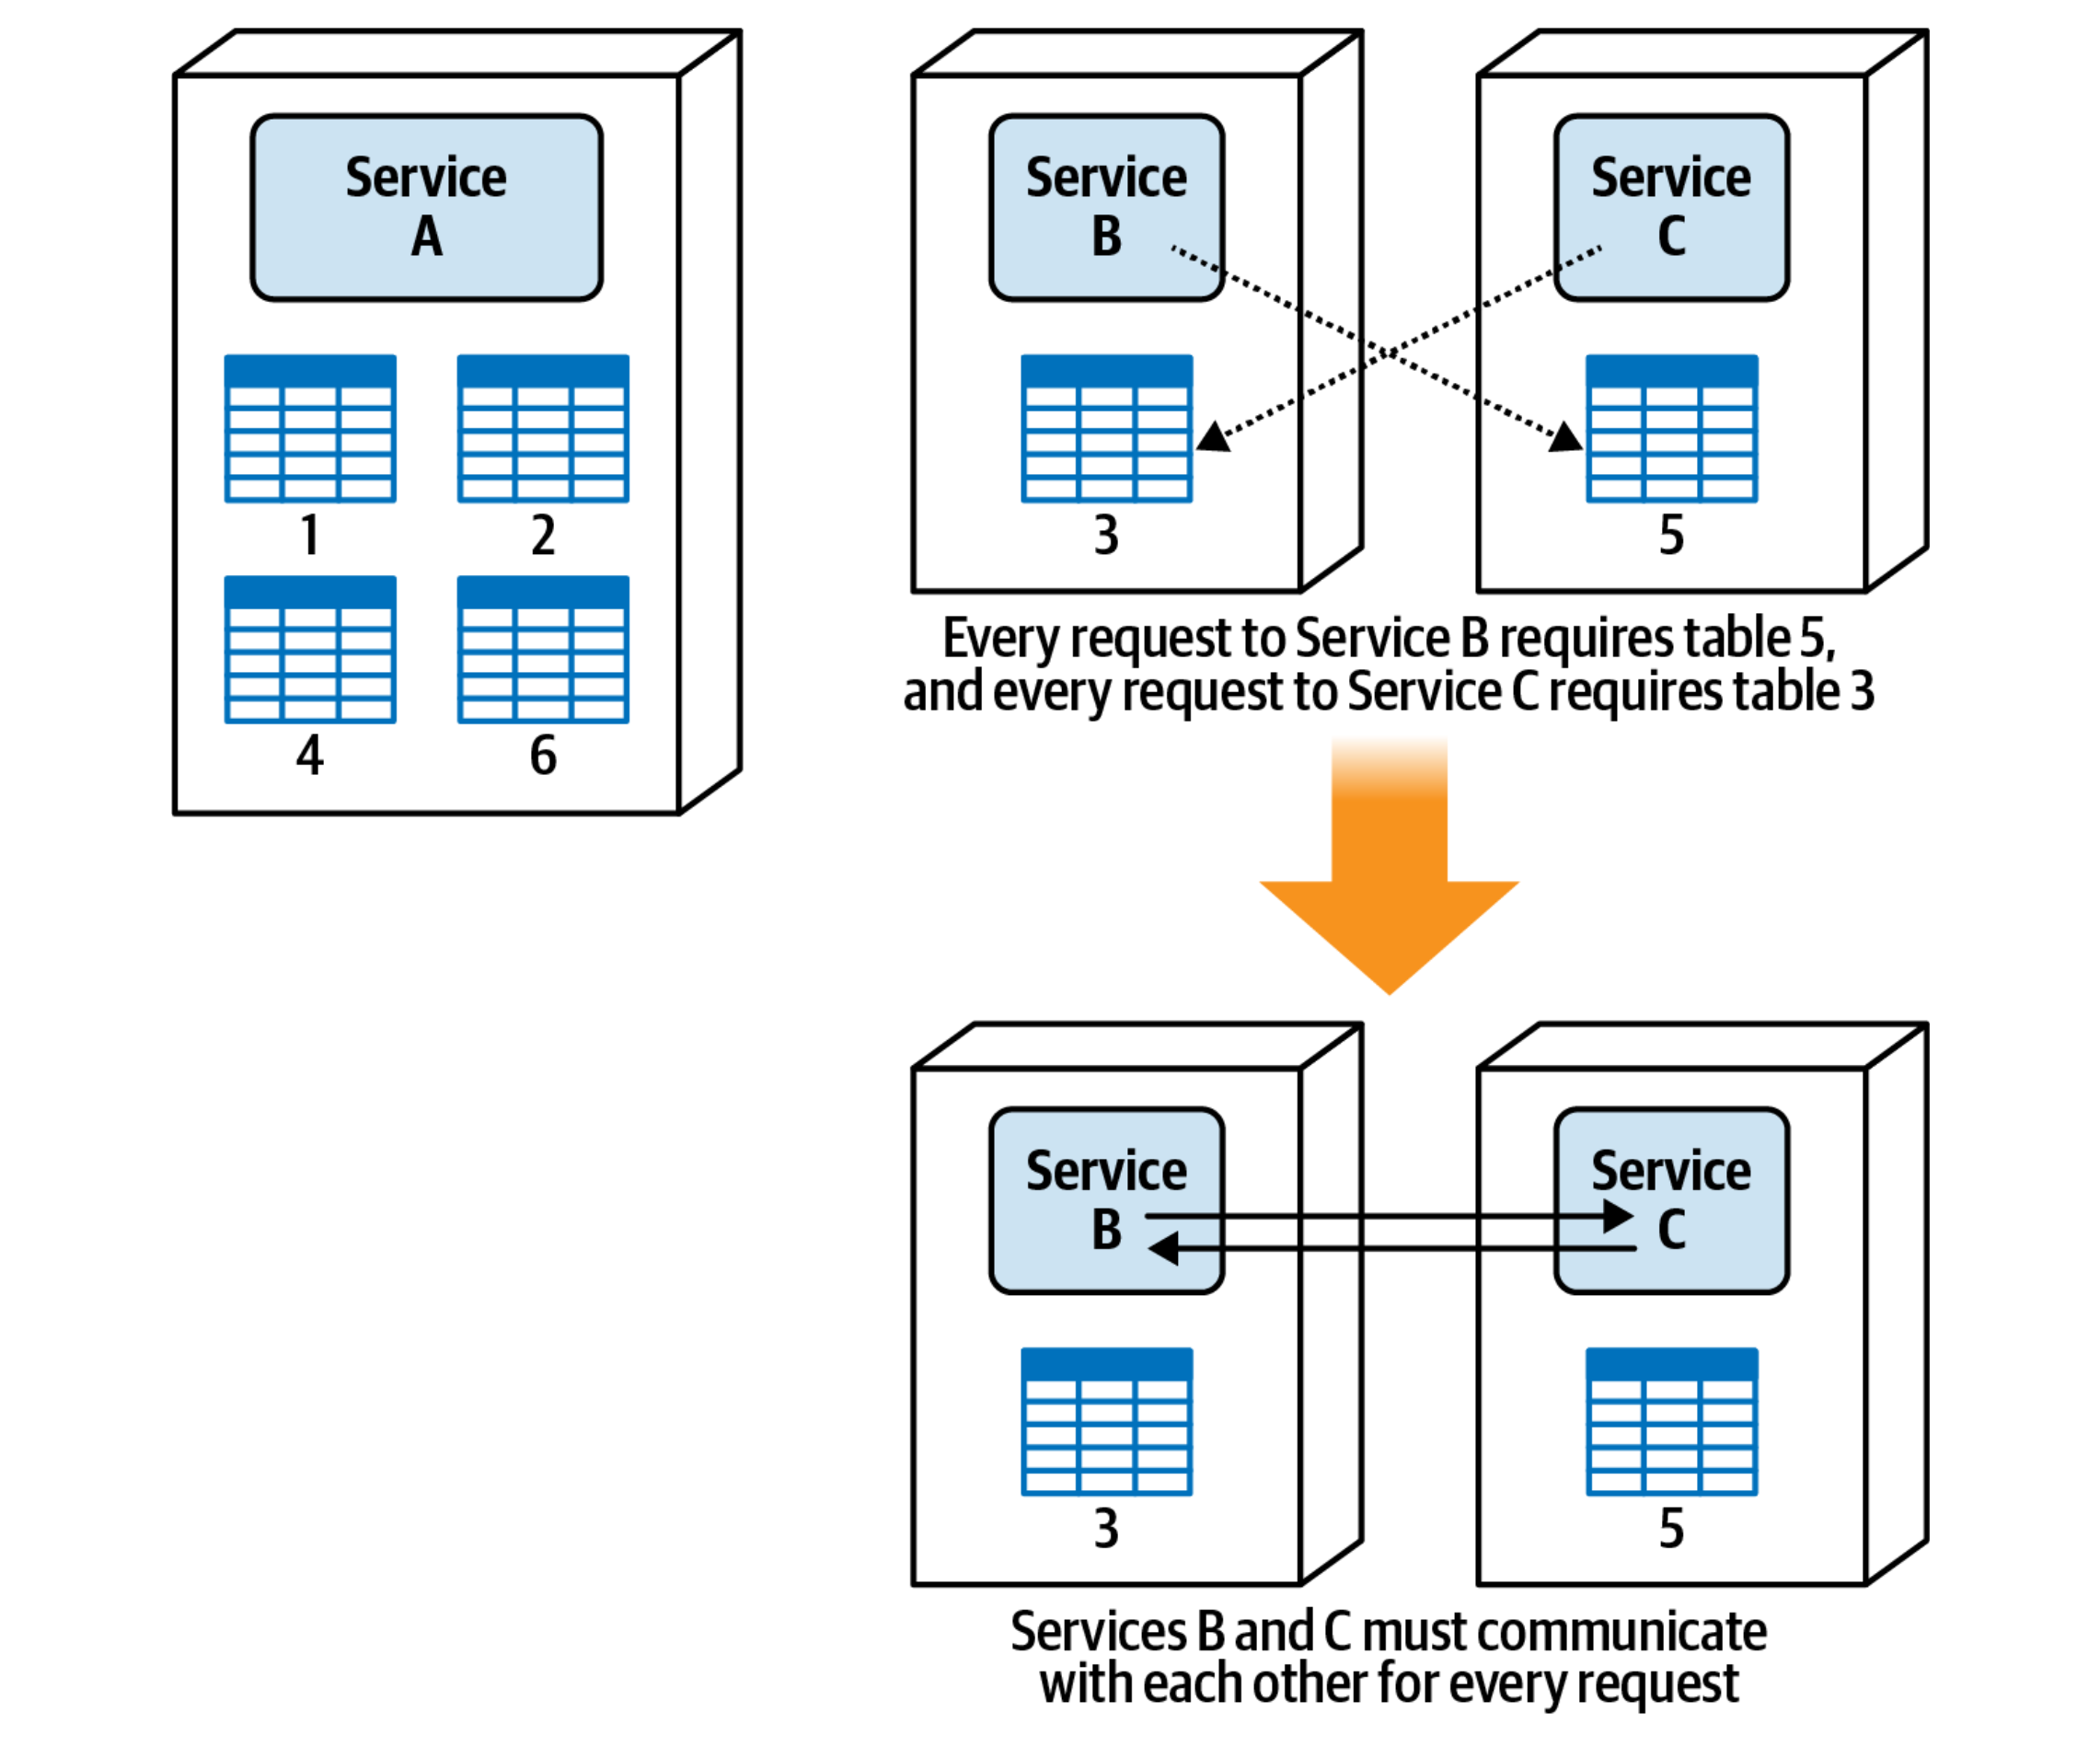 Service
A
1
2
4
6
Service
B
3
Service
C
5
Every request to Service B requires table 5,
and every request to Service C requires table 3
Service
B
3
Service
C
5
Services B and C must communicate
with each other for every request